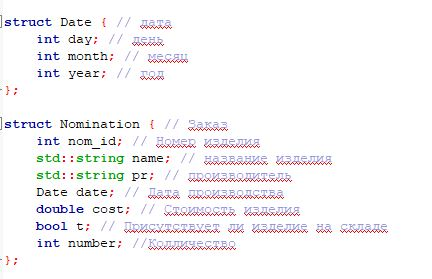 struct Date { // дата
int day; // день
int month; // месяц
int year; // год
};
struct Nomination { // Заказ
int nom_id; // Номер изделия
std::string name; // название изделия
std::string pr; // производитель
Date date; // Дата производства
double cost; // Стоимость изделия
bool t; // Присутствует ли изделие на складе
int number; //Колличество
};